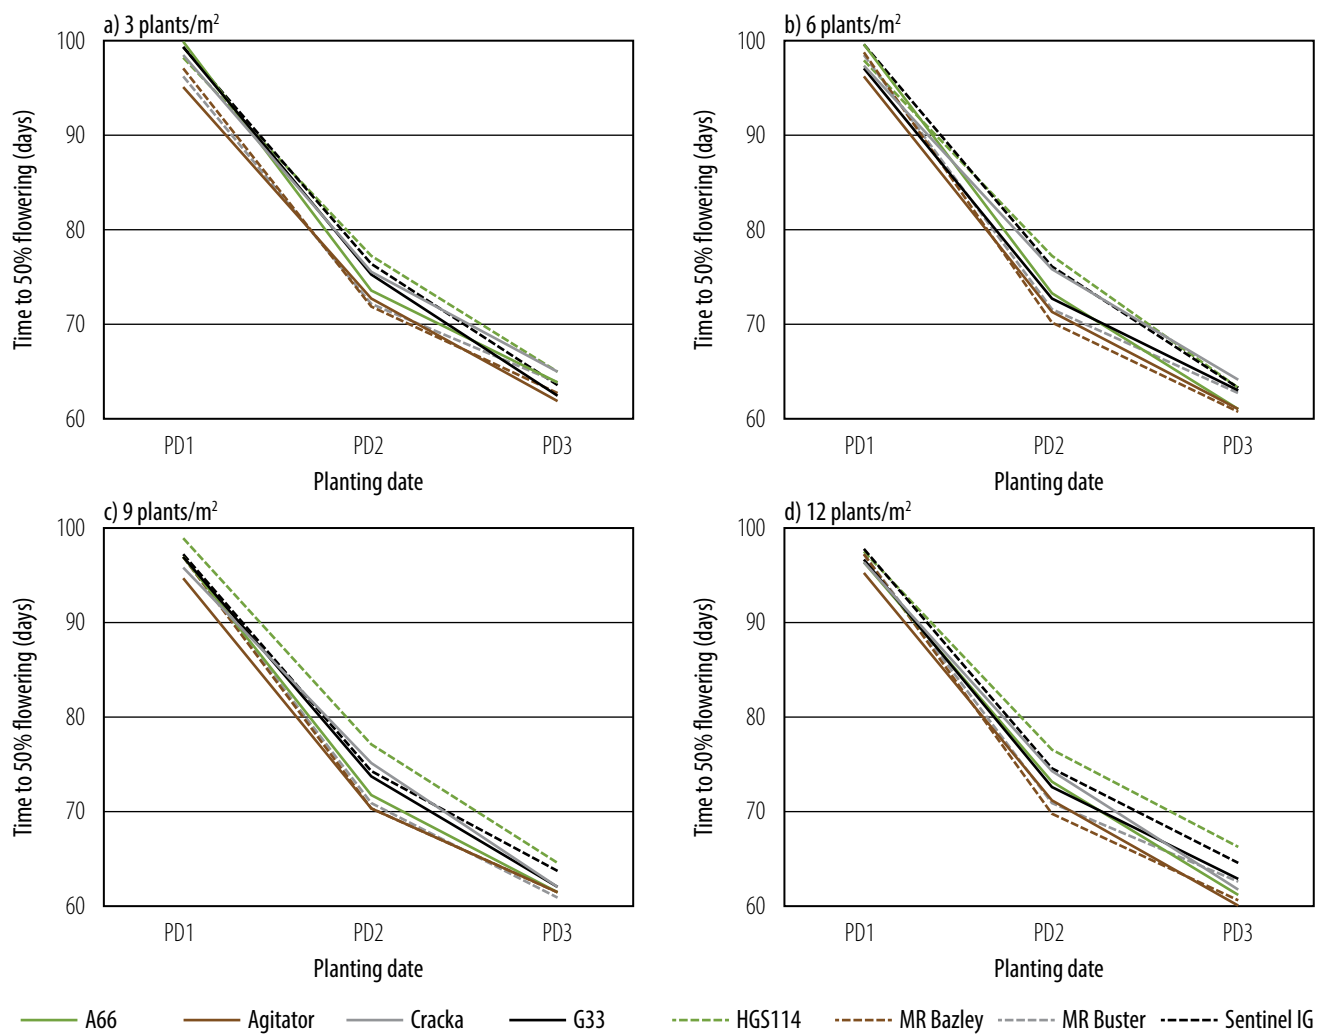 a) 3 plants/m²
100
90
80
70
60
Time to 50% flowering (days)
PD1 PD2 PD3
Planting date
b) 6 plants/m²
100
90
80
70
60
Time to 50% flowering (days)
PD1 PD2 PD3
Planting date
c) 9 plants/m²
100
90
80
70
60
Time to 50% flowering (days)
PD1 PD2 PD3
Planting date
d) 12 plants/m²
100
90
80
70
60
Time to 50% flowering (days)
PD1 PD2 PD3
Planting date
A66 Agitator Cracka G33 HGS114 MR Bazley MR Buster Sentinel IG